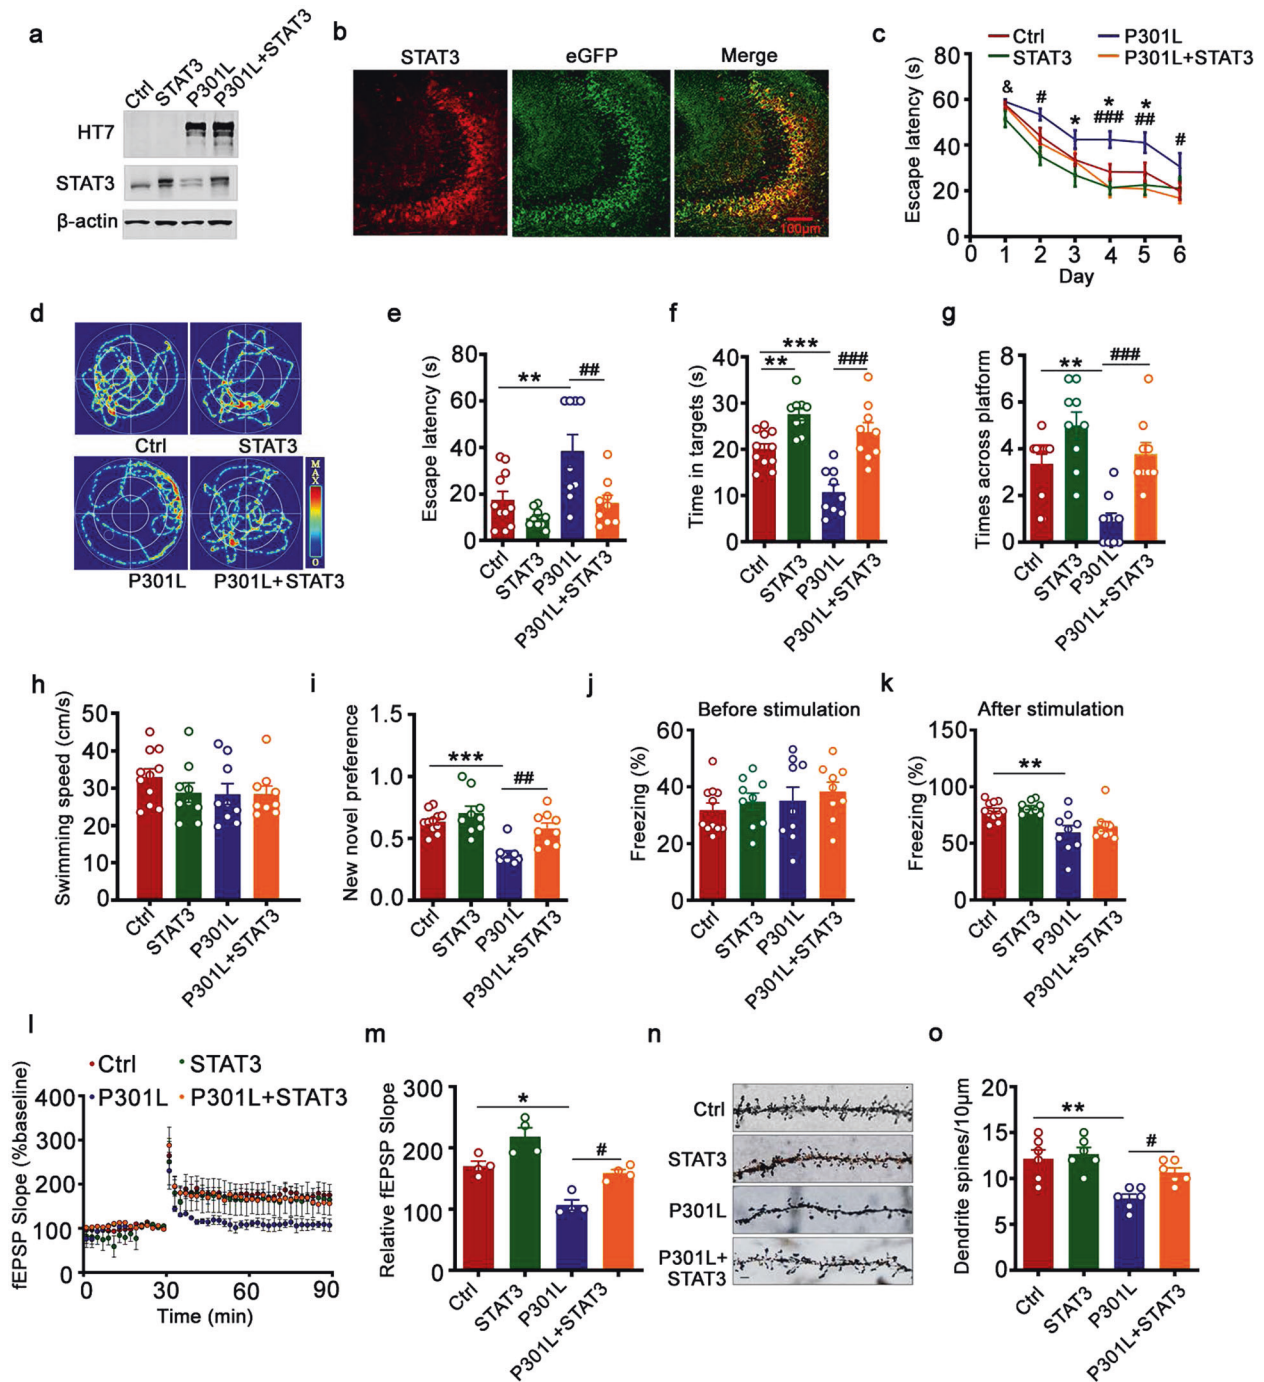 a
Ctrl
STAT3
P301L
P301L+STAT3
HT7
STAT3
β-actin
b
STAT3
eGFP
Merge
100μm
c
Ctrl
P301L
STAT3
P301L+STAT3
Escape latency (s)
80
60
40
20
0
& # * * ### * ## #
0 1 2 3 4 5 6
Day
d
Ctrl
STAT3
P301L
P301L+STAT3
MAX
0
e
Escape latency (s)
80
60
40
20
0
** ##
Ctrl
STAT3
P301L
P301L+STAT3
f
Time in targets (s)
40
30
20
10
0
***
** ###
Ctrl
STAT3
P301L
P301L+STAT3
g
Times across platform
8
6
4
2
0
** ###
Ctrl
STAT3
P301L
P301L+STAT3
h
Swimming speed (cm/s)
50
40
30
20
10
0
Ctrl
STAT3
P301L
P301L+STAT3
i
New novel preference
1.5
1.0
0.5
0.0
*** ##
Ctrl
STAT3
P301L
P301L+STAT3
j
Before stimulation
Freezing (%)
60
40
20
0
Ctrl
STAT3
P301L
P301L+STAT3
k
After stimulation
Freezing (%)
150
100
50
0
**
Ctrl
STAT3
P301L
P301L+STAT3
l
Ctrl
STAT3
P301L
P301L+STAT3
fEPSP Slope (%baseline)
400
300
200
100
0
0 30 60 90
Time (min)
m
Relative fEPSP Slope
300
200
100
0
* #
Ctrl
STAT3
P301L
P301L+STAT3
n
Ctrl
STAT3
P301L
P301L+
STAT3
o
Dendrite spines/10μm
20
15
10
5
0
** #
Ctrl
STAT3
P301L
P301L+STAT3